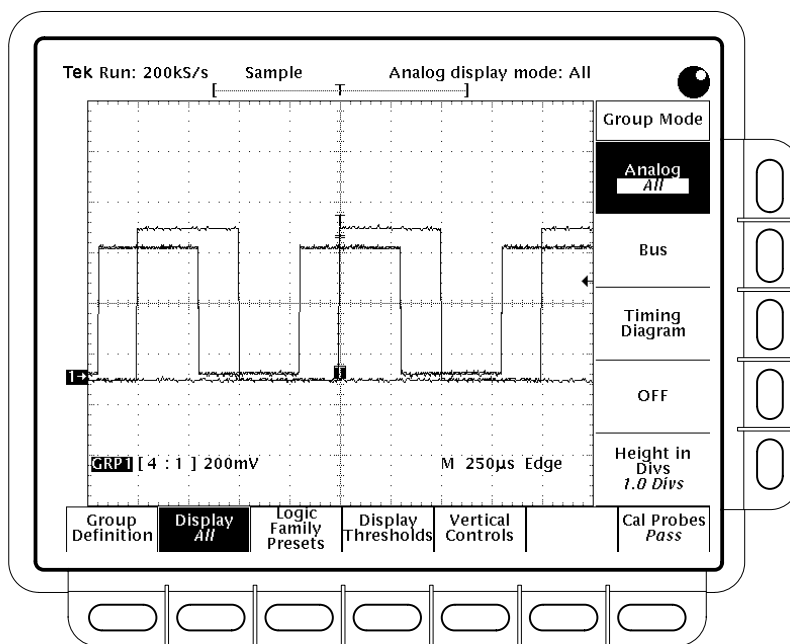 Tek Run: 200kS/s Sample Analog display mode: All
[ T ]
Group Mode
Analog
All
Bus
Timing
Diagram
OFF
Height in
Divs
1.0 Divs
T
1→
T
GRP1 [ 4 : 1 ] 200mV M 250µs Edge
Group
Definition
Display
All
Logic
Family
Presets
Display
Thresholds
Vertical
Controls
Cal Probes
Pass